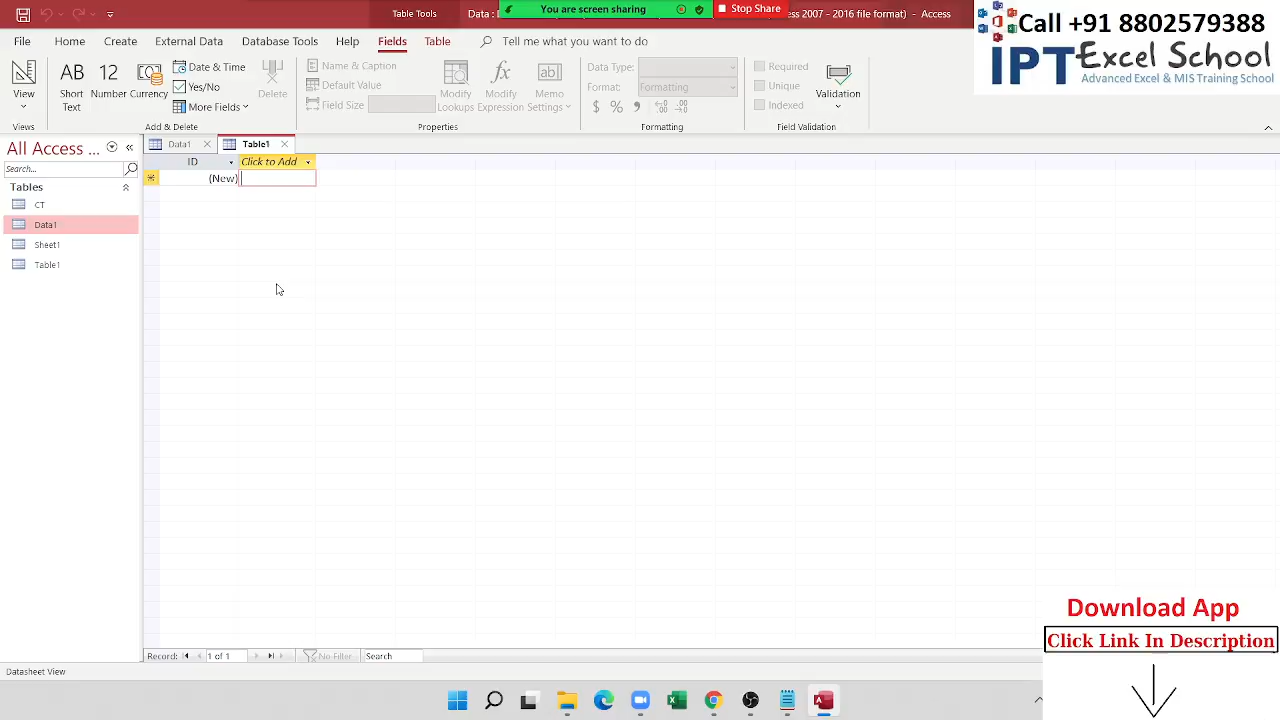 Table Tools
Data : 
You are screen sharing
Stop Share
ess 2007 - 2016 file format) - Access
Call +91 8802579388
IPT Excel School
Advanced Excel & MIS Training School
File
Home
Create
External Data
Database Tools
Help
Fields
Table
Tell me what you want to do
View
AB
Short Text
12
Number
Currency
Date & Time
Yes/No
More Fields
Delete
Name & Caption
Default Value
Field Size
Modify Lookups
fx
Modify Expression
ab
Memo Settings
Data Type:
Format:
Formatting
$ % ,
.00
Required
Unique
Indexed
Validation
Views
Add & Delete
Properties
Formatting
Field Validation
All Access ...
Search...
Tables
CT
Data1
Sheet1
Table1
Data1
Table1
ID
Click to Add
(New)
Record:
1 of 1
No Filter
Search
Datasheet View
Download App
Click Link In Description